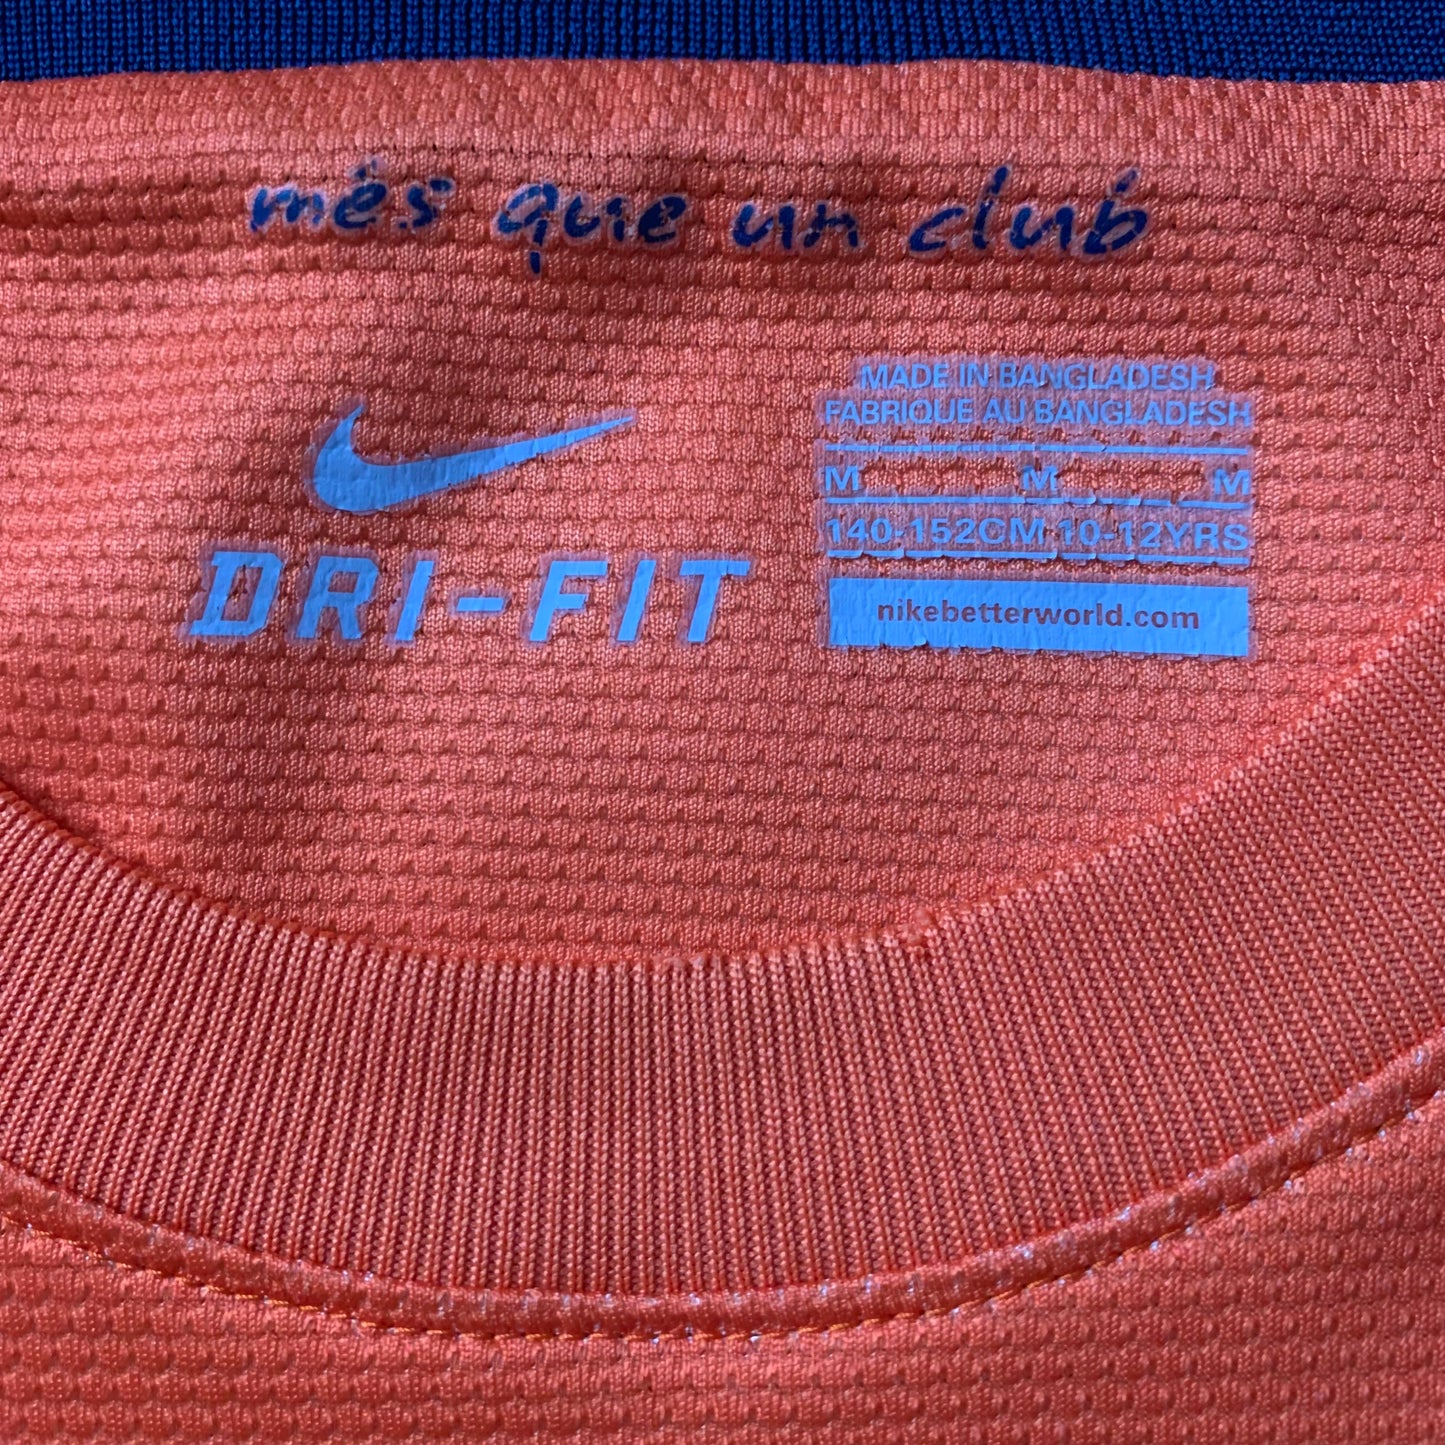 més que un club
MADE IN BANGLADESH
FABRIQUE AU BANGLADESH
M M M
140-152CM 10-12YRS
nikebetterworld.com
DRI-FIT